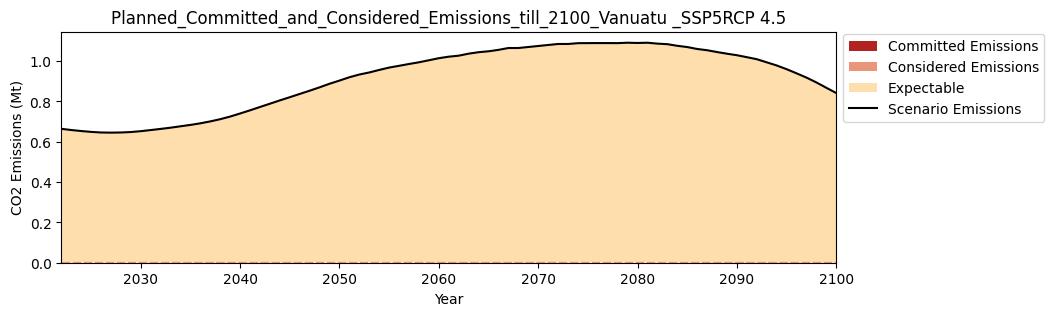 Planned_Committed_and_Considered_Emissions_till_2100_Vanuatu _SSP5RCP 4.5
Committed Emissions
Considered Emissions
Expectable
Scenario Emissions
CO2 Emissions (Mt)
1.0
0.8
0.6
0.4
0.2
0.0
2030 2040 2050 2060 2070 2080 2090 2100
Year